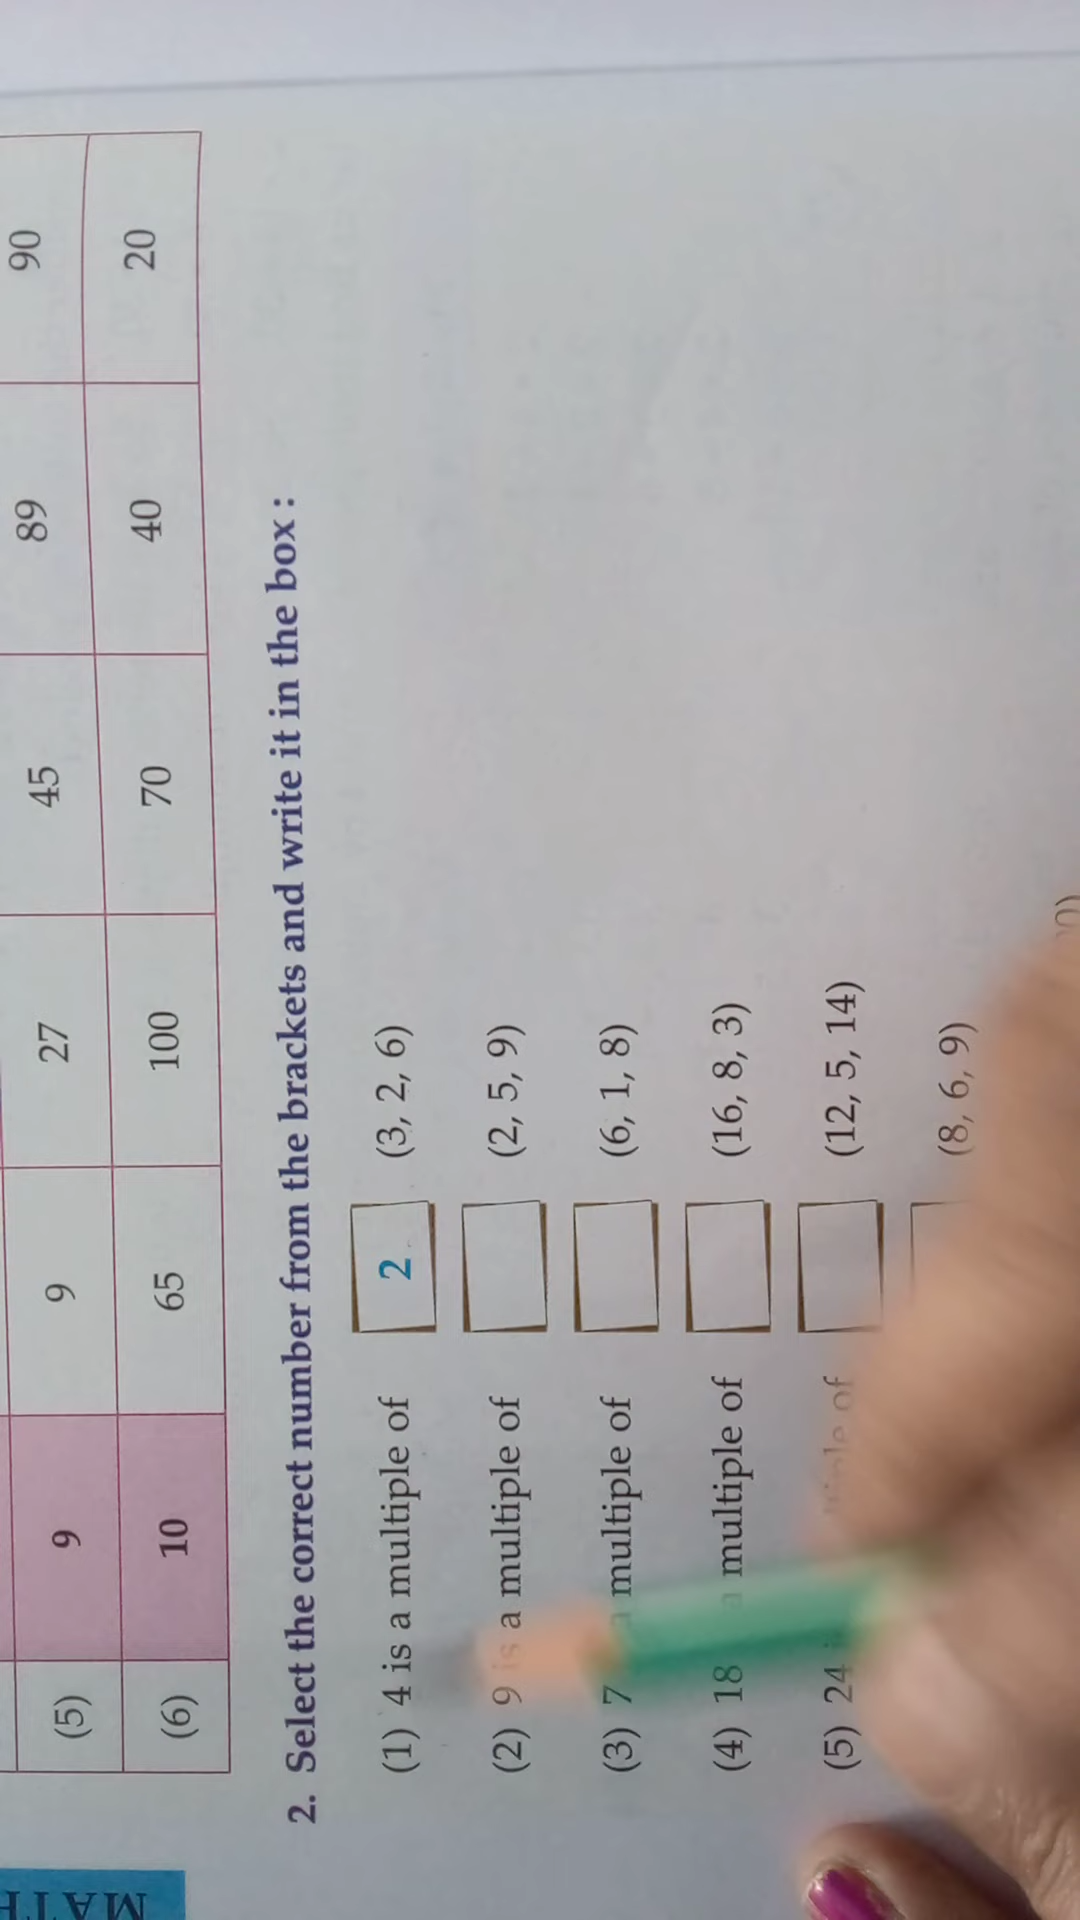 (5) 9 9 27 45 89 90
(6) 10 65 100 70 40 20
2. Select the correct number from the brackets and write it in the box :
(1) 4 is a multiple of 2 (3, 2, 6)
(2) 9 is a multiple of (2, 5, 9)
(3) 7 a multiple of (6, 1, 8)
(4) 18 a multiple of (16, 8, 3)
(5) 24 of (12, 5, 14)
(8, 6, 9)